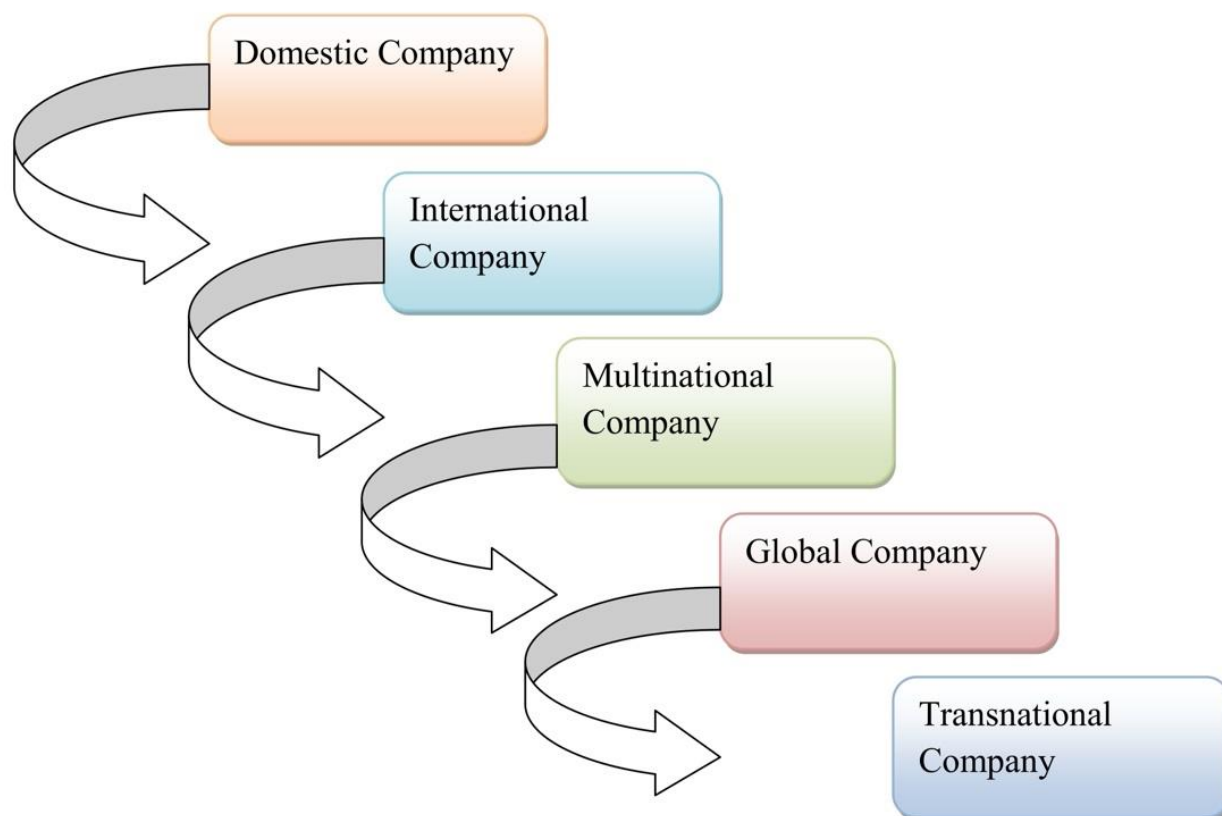 Domestic Company
International
Company
Multinational
Company
Global Company
Transnational
Company